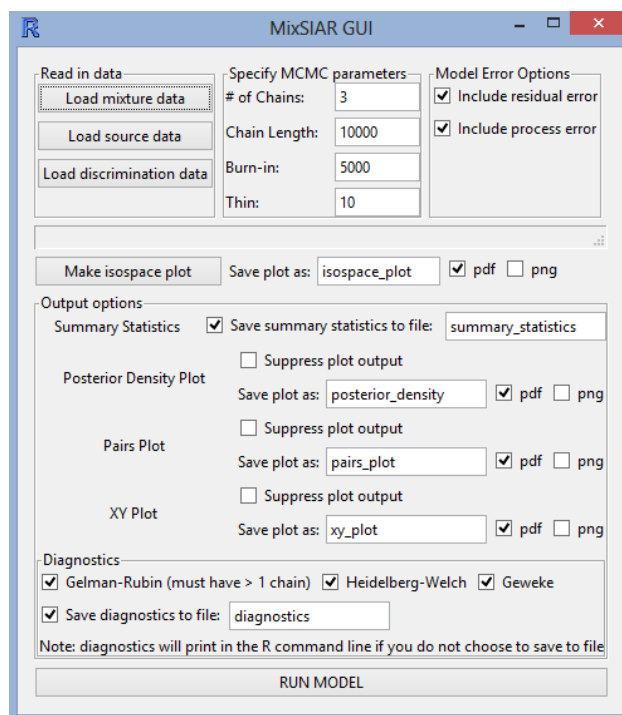 R MixSIAR GUI
Read in data
Load mixture data
Load source data
Load discrimination data
Specify MCMC parameters
# of Chains: 3
Chain Length: 10000
Burn-in: 5000
Thin: 10
Model Error Options
Include residual error
Include process error
Make isospace plot Save plot as: isospace_plot pdf png
Output options
Summary Statistics Save summary statistics to file: summary_statistics
Posterior Density Plot
Suppress plot output
Save plot as: posterior_density pdf png
Pairs Plot
Suppress plot output
Save plot as: pairs_plot pdf png
XY Plot
Suppress plot output
Save plot as: xy_plot pdf png
Diagnostics
Gelman-Rubin (must have > 1 chain) Heidelberg-Welch Geweke
Save diagnostics to file: diagnostics
Note: diagnostics will print in the R command line if you do not choose to save to file
RUN MODEL